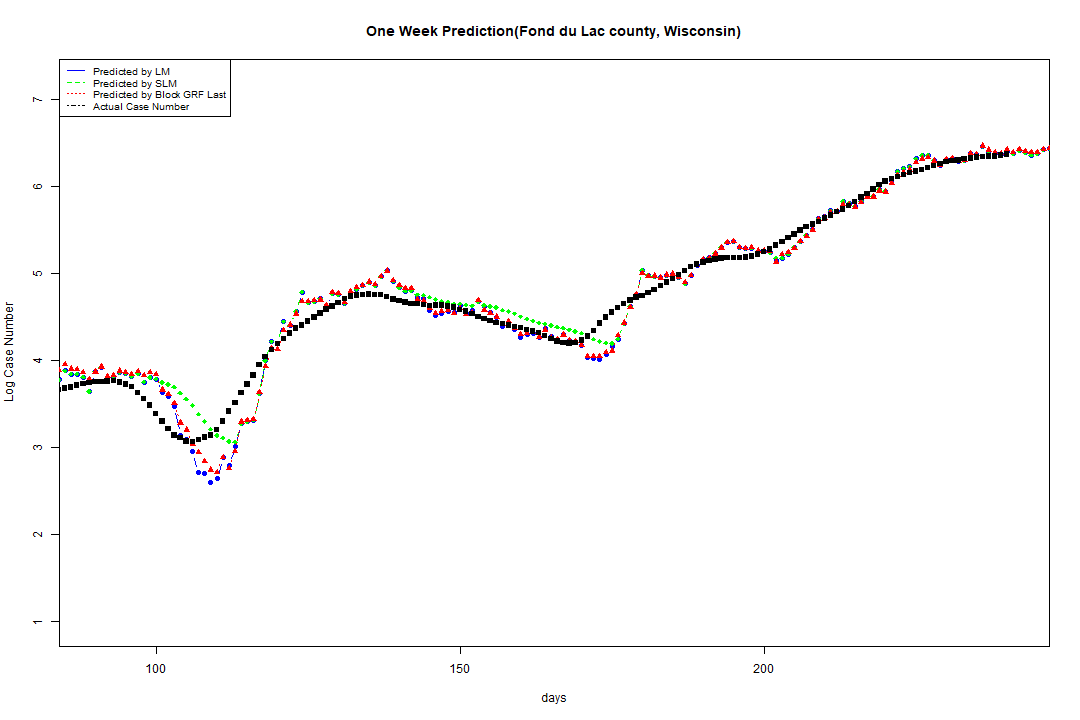 One Week Prediction(Fond du Lac county, Wisconsin)
Predicted by LM
Predicted by SLM
Predicted by Block GRF Last
Actual Case Number
7
6
5
4
3
2
1
Log Case Number
100 150 200
days